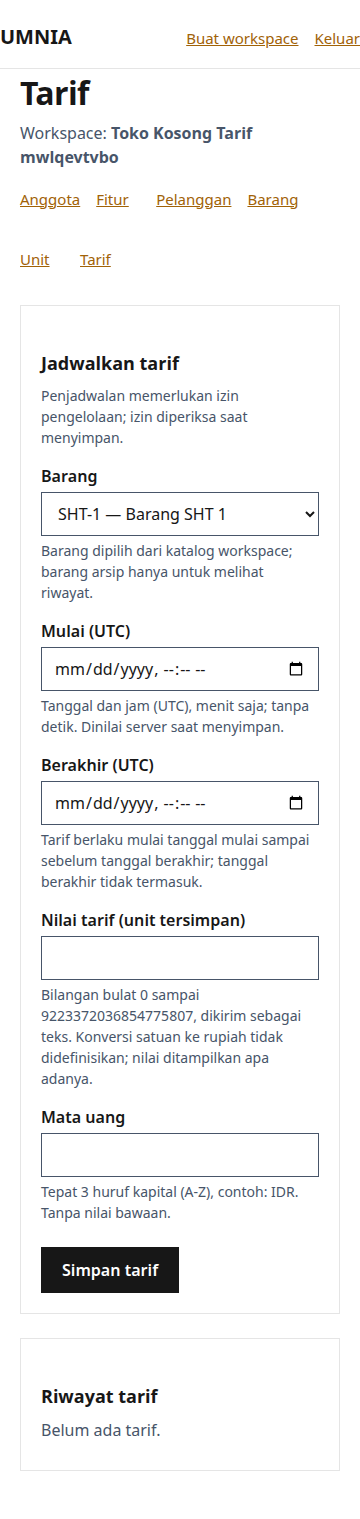 UMNIA Buat workspace Keluar
Tarif
Workspace: Toko Kosong Tarif
mwlqevtvbo
Anggota Fitur Pelanggan Barang
Unit Tarif
Jadwalkan tarif
Penjadwalan memerlukan izin
pengelolaan; izin diperiksa saat
menyimpan.
Barang
SHT-1 — Barang SHT 1
Barang dipilih dari katalog workspace;
barang arsip hanya untuk melihat
riwayat.
Mulai (UTC)
mm/dd/yyyy, --:-- --
Tanggal dan jam (UTC), menit saja; tanpa
detik. Dinilai server saat menyimpan.
Berakhir (UTC)
mm/dd/yyyy, --:-- --
Tarif berlaku mulai tanggal mulai sampai
sebelum tanggal berakhir; tanggal
berakhir tidak termasuk.
Nilai tarif (unit tersimpan)
Bilangan bulat 0 sampai
9223372036854775807, dikirim sebagai
teks. Konversi satuan ke rupiah tidak
didefinisikan; nilai ditampilkan apa
adanya.
Mata uang
Tepat 3 huruf kapital (A-Z), contoh: IDR.
Tanpa nilai bawaan.
Simpan tarif
Riwayat tarif
Belum ada tarif.